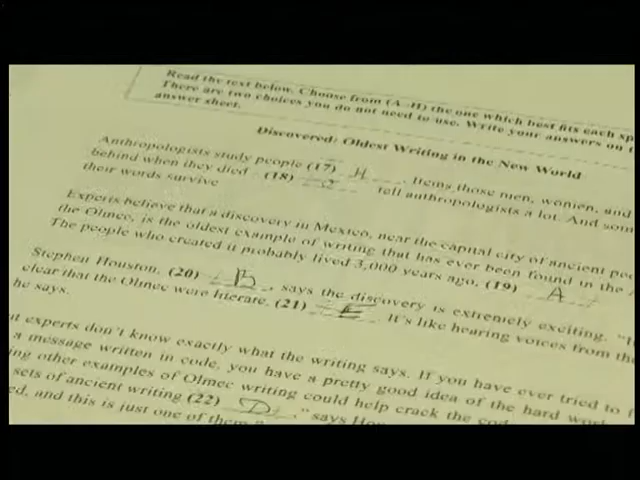 Read the text below. Choose from (A–H) the one which best fits each sp
There are two choices you do not need to use. Write your answers on t
answer sheet.
Discovered: Oldest Writing in the New World
Anthropologists study people (17) H . Items those men, women, and
behind when they died (18) tell anthropologists a lot. And som
their words survive
Experts believe that a discovery in Mexico, near the capital city of ancient peo
the Olmec, is the oldest example of writing that has ever been found in the
The people who created it probably lived 3,000 years ago. (19) A
Stephen Houston, (20) B , says the discovery is extremely exciting. "It
clear that the Olmec were literate, (21) E . It's like hearing voices from the
he says.
ut experts don't know exactly what the writing says. If you have ever tried to
a message written in code, you have a pretty good idea of the hard work
ing other examples of Olmec writing could help crack the cod
sets of ancient writing (22) D ," says Hou
ed, and this is just one of them